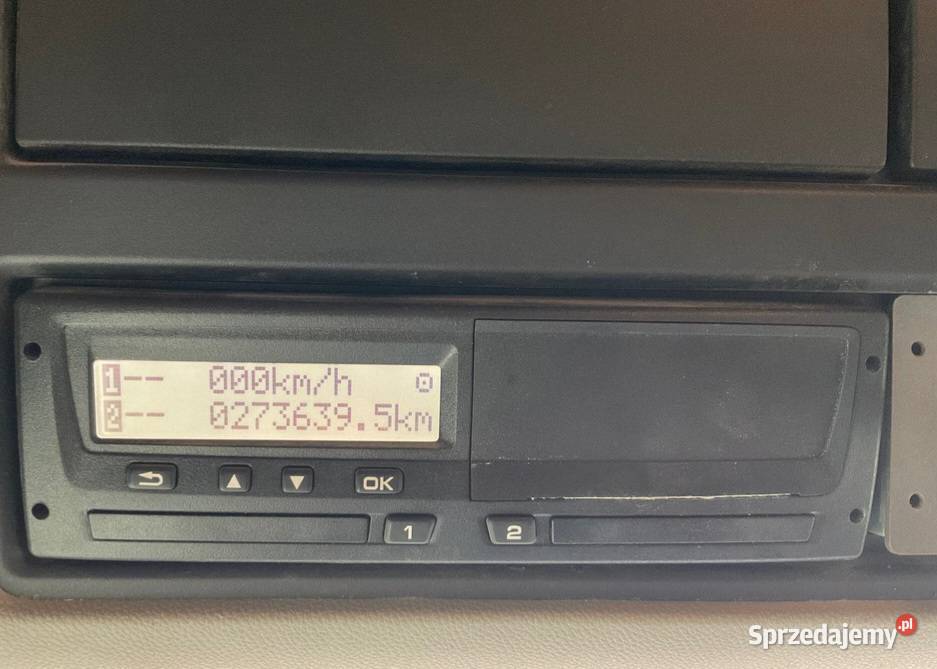 1-- 000km/h
2-- 0273639.5km
▲ ▼ OK
1 2
Sprzedajemy.pl